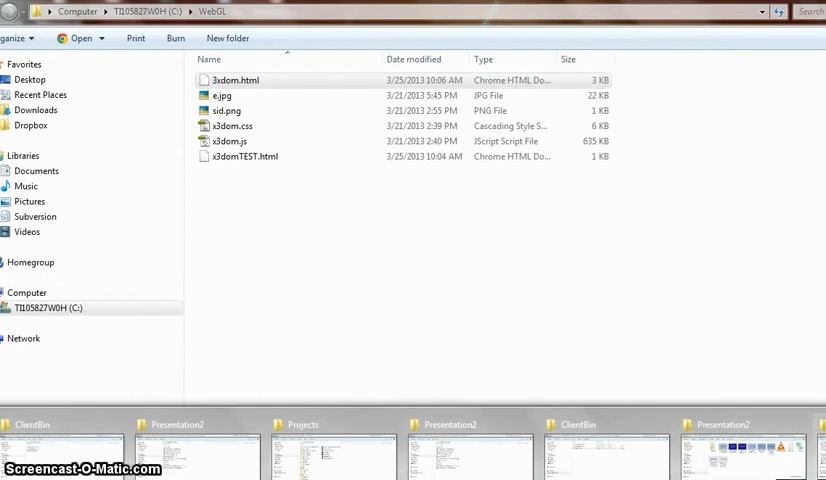 Computer ▸ TI105827W0H (C:) ▸ WebGL
Search
ganize ▾ Open ▾ Print Burn New folder
Name Date modified Type Size
Favorites
Desktop
Recent Places
Downloads
Dropbox
Libraries
Documents
Music
Pictures
Subversion
Videos
Homegroup
Computer
TI105827W0H (C:)
Network
3xdom.html 3/25/2013 10:06 AM Chrome HTML Do... 3 KB
e.jpg 3/21/2013 5:45 PM JPG File 22 KB
sid.png 3/21/2013 2:55 PM PNG File 1 KB
x3dom.css 3/21/2013 2:39 PM Cascading Style S... 6 KB
x3dom.js 3/21/2013 2:40 PM JScript Script File 635 KB
x3domTEST.html 3/25/2013 10:04 AM Chrome HTML Do... 1 KB
ClientBin Presentation2 Projects Presentation2 ClientBin Presentation2
Screencast-O-Matic.com